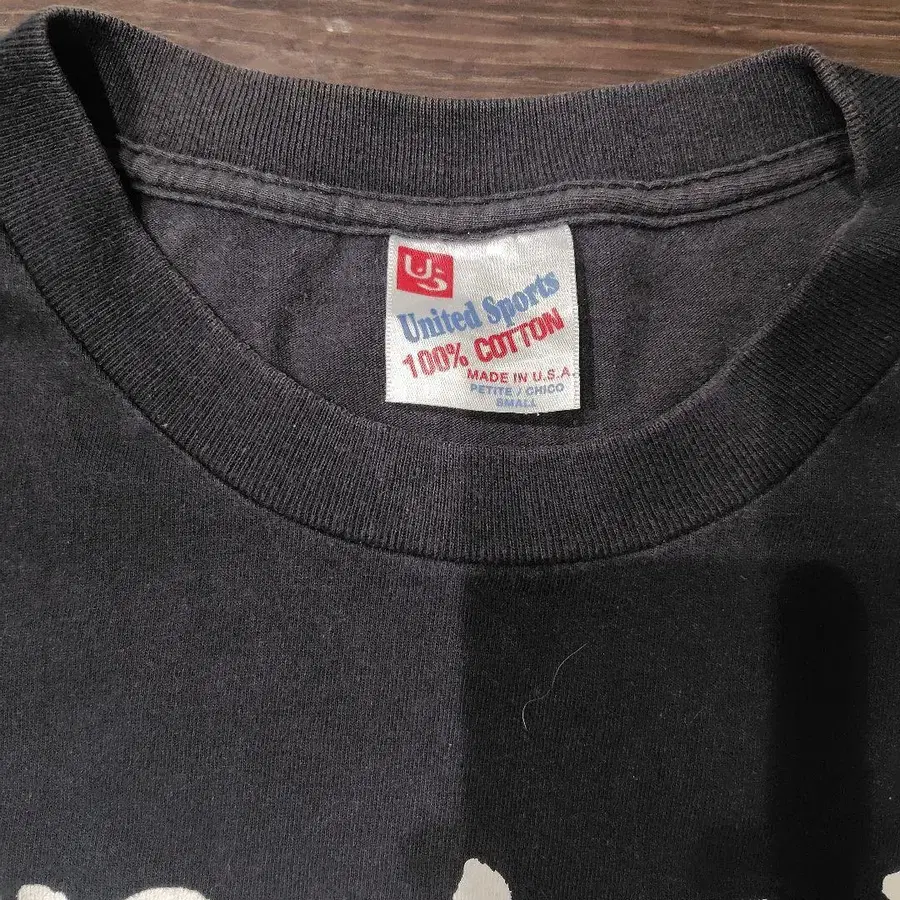 US
United Sports
100% COTTON
MADE IN U.S.A.
PETITE / CHICO
SMALL